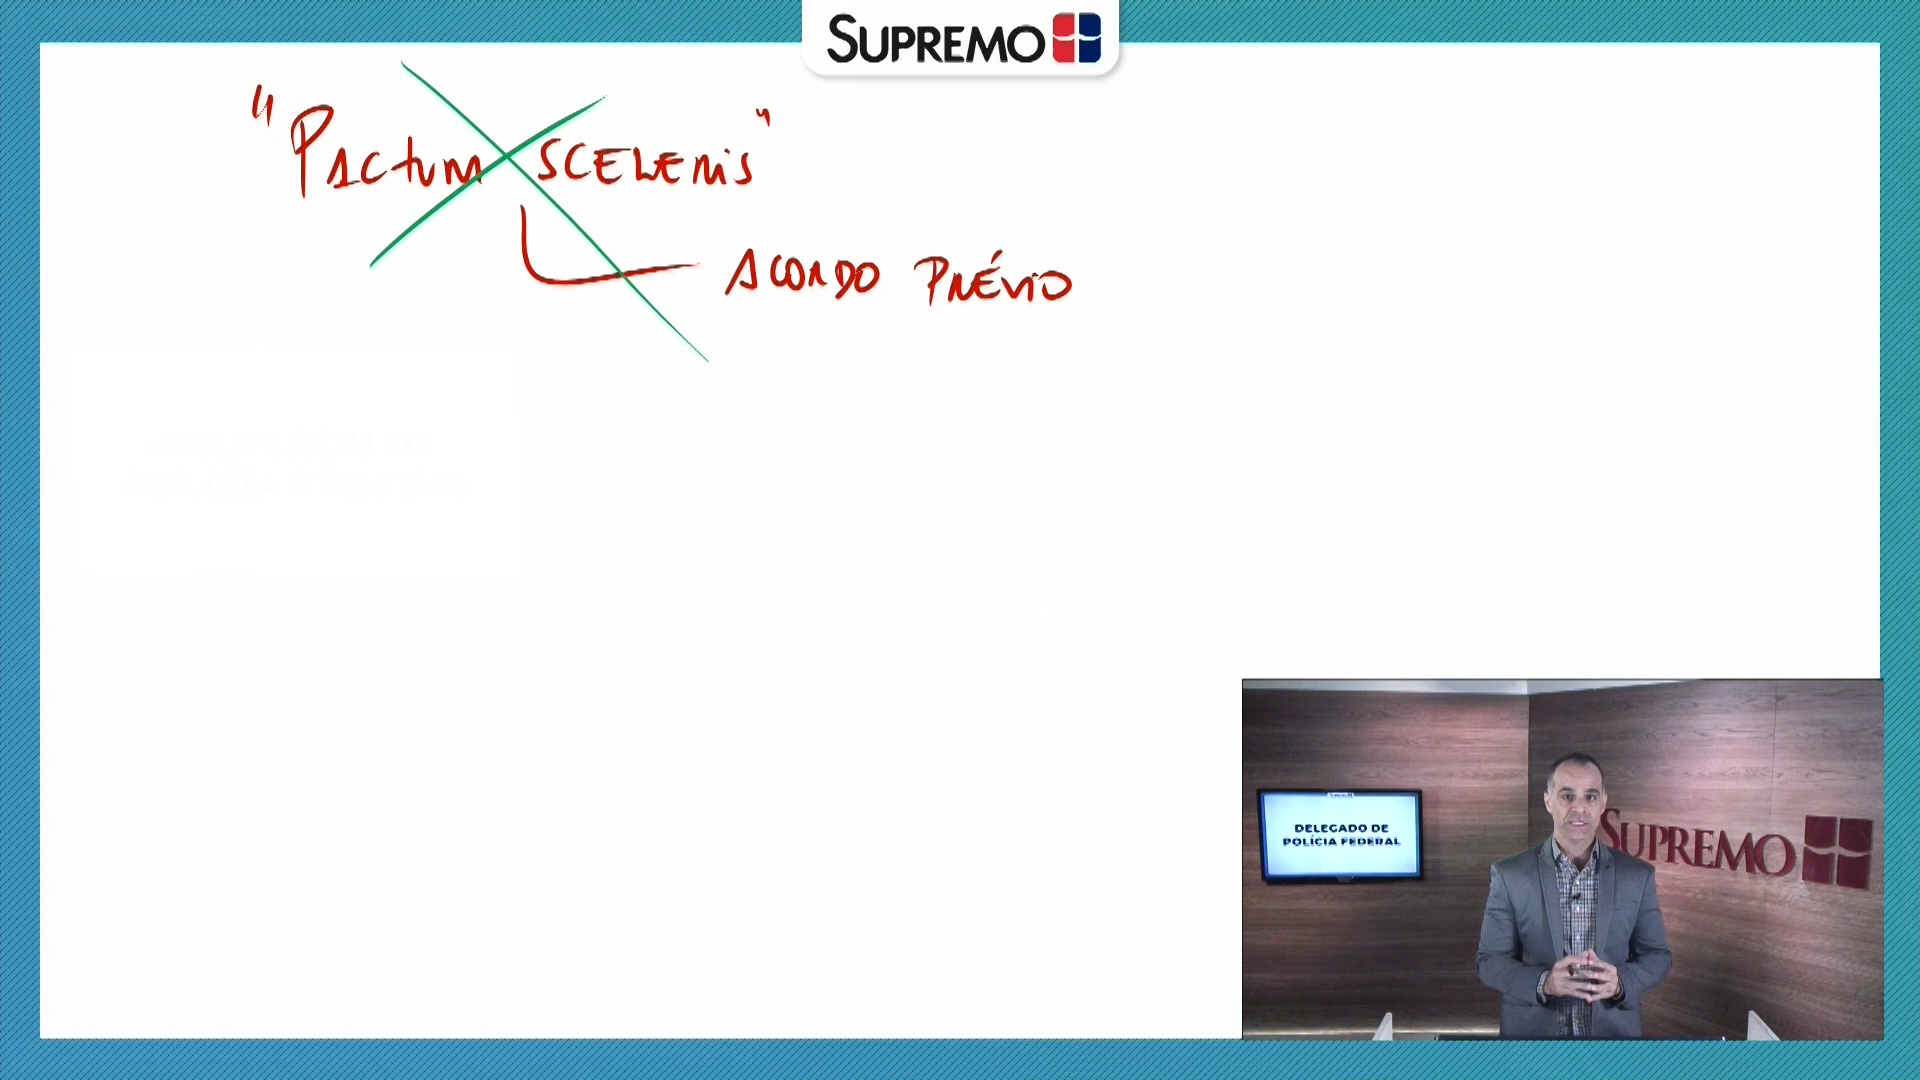 SUPREMO
"PACTUM SCELERIS"
ACORDO PRÉVIO
DELEGADO DE
POLÍCIA FEDERAL
SUPREMO